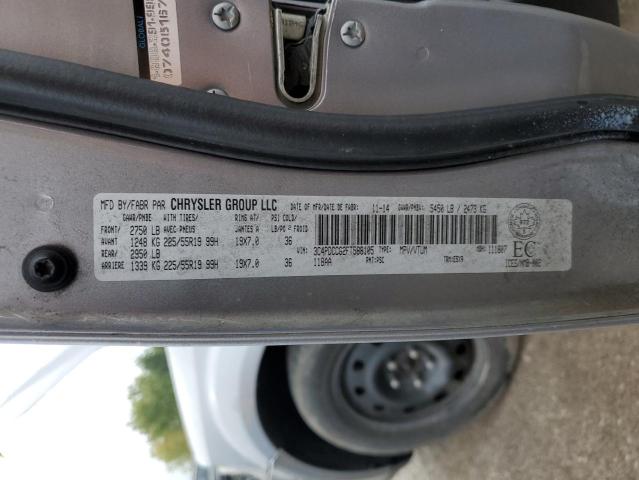 GLOBAL
MFD BY/FABR PAR CHRYSLER GROUP LLC
DATE OF MFR/DATE DE FABR: 11-14 GVWR/PNBV: 5450 LB / 2473 KG
GAWR/PNBE WITH TIRES/ RIMS AT/ PSI COLD/
FRONT/ 2750 LB AVEC PNEUS JANTES A LB/PO² FROID
AVANT 1248 KG 225/55R19 99H 19X7.0 36
REAR/ 2950 LB
ARRIERE 1339 KG 225/55R19 99H 19X7.0 36
VIN: 3C4PDCCG2FT588105 TYPE: MPV/VTUM
118AA
EC